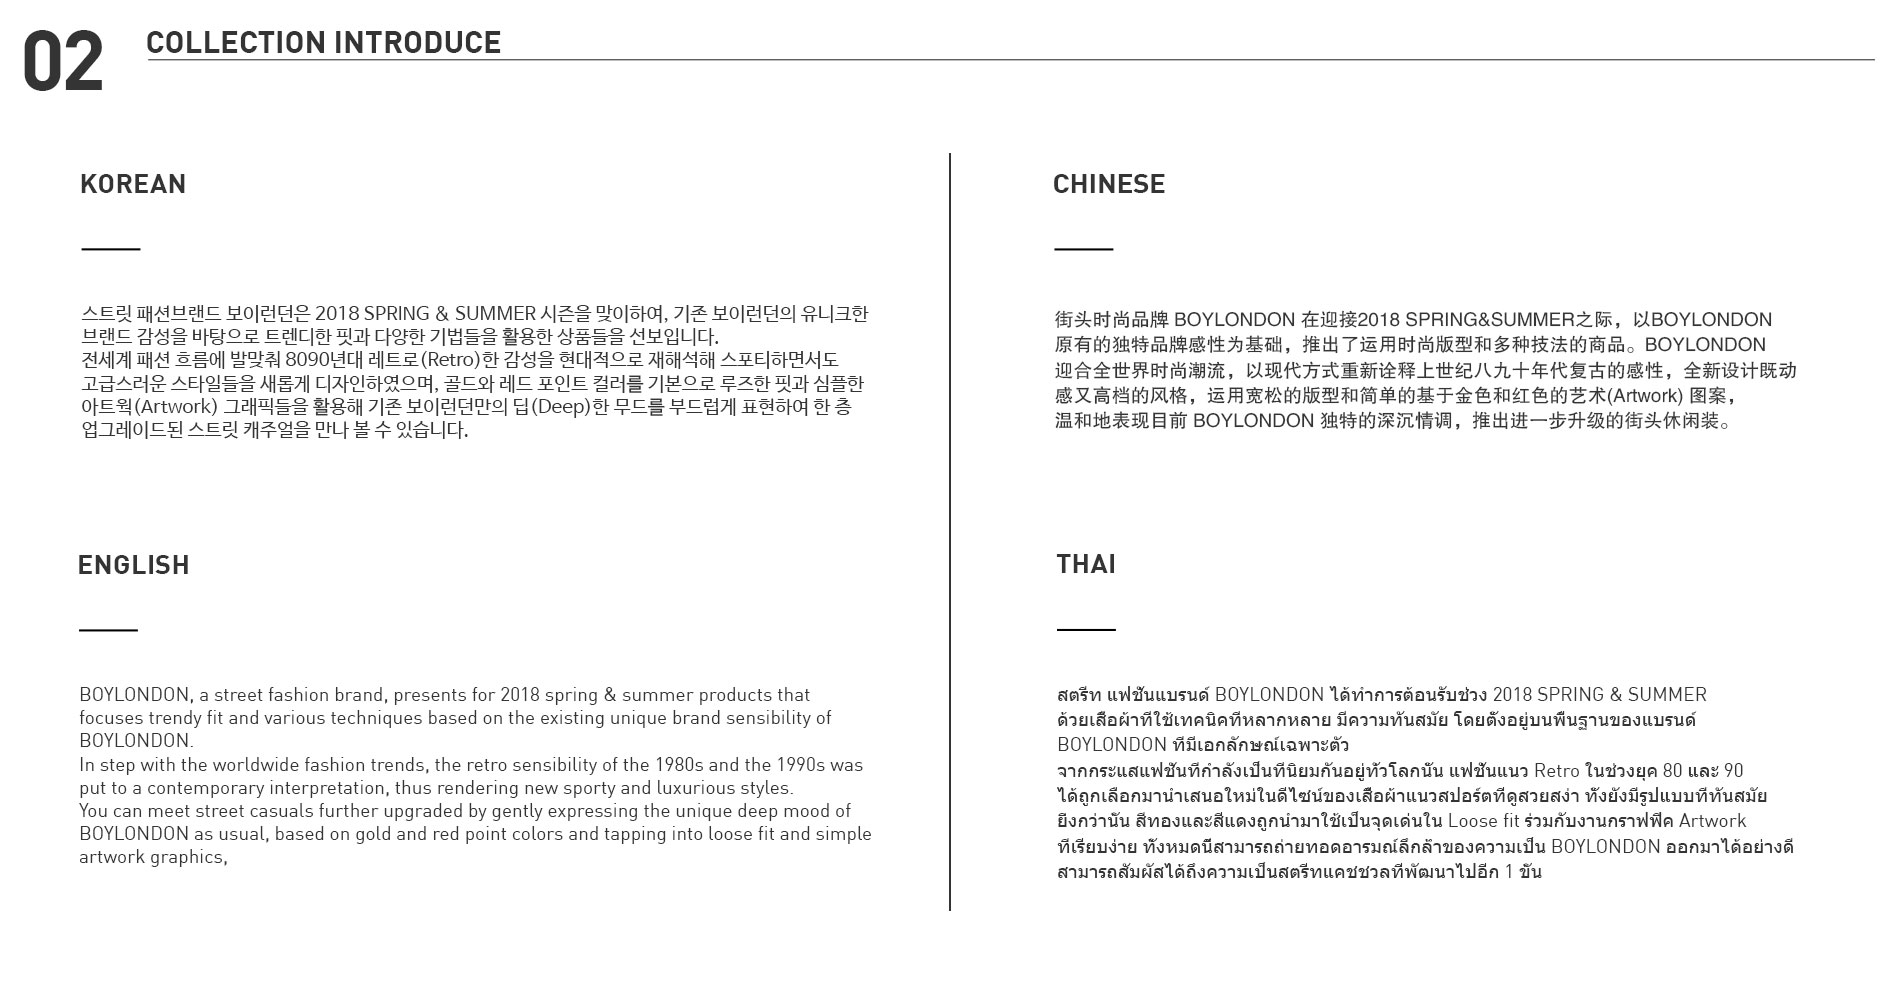 02
COLLECTION INTRODUCE
KOREAN
스트릿 패션브랜드 보이런던은 2018 SPRING & SUMMER 시즌을 맞이하여, 기존 보이런던의 유니크한
브랜드 감성을 바탕으로 트렌디한 핏과 다양한 기법들을 활용한 상품들을 선보입니다.
전세계 패션 흐름에 발맞춰 8090년대 레트로(Retro)한 감성을 현대적으로 재해석해 스포티하면서도
고급스러운 스타일들을 새롭게 디자인하였으며, 골드와 레드 포인트 컬러를 기본으로 루즈한 핏과 심플한
아트웍(Artwork) 그래픽들을 활용해 기존 보이런던만의 딥(Deep)한 무드를 부드럽게 표현하여 한 층
업그레이드된 스트릿 캐주얼을 만나 볼 수 있습니다.
ENGLISH
BOYLONDON, a street fashion brand, presents for 2018 spring & summer products that
focuses trendy fit and various techniques based on the existing unique brand sensibility of
BOYLONDON.
In step with the worldwide fashion trends, the retro sensibility of the 1980s and the 1990s was
put to a contemporary interpretation, thus rendering new sporty and luxurious styles.
You can meet street casuals further upgraded by gently expressing the unique deep mood of
BOYLONDON as usual, based on gold and red point colors and tapping into loose fit and simple
artwork graphics,
CHINESE
街头时尚品牌 BOYLONDON 在迎接2018 SPRING&SUMMER之际，以BOYLONDON
原有的独特品牌感性为基础，推出了运用时尚版型和多种技法的商品。BOYLONDON
迎合全世界时尚潮流，以现代方式重新诠释上世纪八九十年代复古的感性，全新设计既动
感又高档的风格，运用宽松的版型和简单的基于金色和红色的艺术(Artwork) 图案，
温和地表现目前 BOYLONDON 独特的深沉情调，推出进一步升级的街头休闲装。
THAI
สตรีท แฟชั่นแบรนด์ BOYLONDON ได้ทำการต้อนรับช่วง 2018 SPRING & SUMMER
ด้วยเสื้อผ้าที่ใช้เทคนิคที่หลากหลาย มีความทันสมัย โดยตั้งอยู่บนพื้นฐานของแบรนด์
BOYLONDON ที่มีเอกลักษณ์เฉพาะตัว
จากกระแสแฟชั่นที่กำลังเป็นที่นิยมกันอยู่ทั่วโลกนั้น แฟชั่นแนว Retro ในช่วงยุค 80 และ 90
ได้ถูกเลือกมานำเสนอใหม่ในดีไซน์ของเสื้อผ้าแนวสปอร์ตที่ดูสวยสง่า ทั้งยังมีรูปแบบที่ทันสมัย
ยิ่งกว่านั้น สีทองและสีแดงถูกนำมาใช้เป็นจุดเด่นใน Loose fit ร่วมกับงานกราฟฟิค Artwork
ที่เรียบง่าย ทั้งหมดนี้สามารถถ่ายทอดอารมณ์ลึกล้ำของความเป็น BOYLONDON ออกมาได้อย่างดี
สามารถสัมผัสได้ถึงความเป็นสตรีทแคชชวลที่พัฒนาไปอีก 1 ขั้น